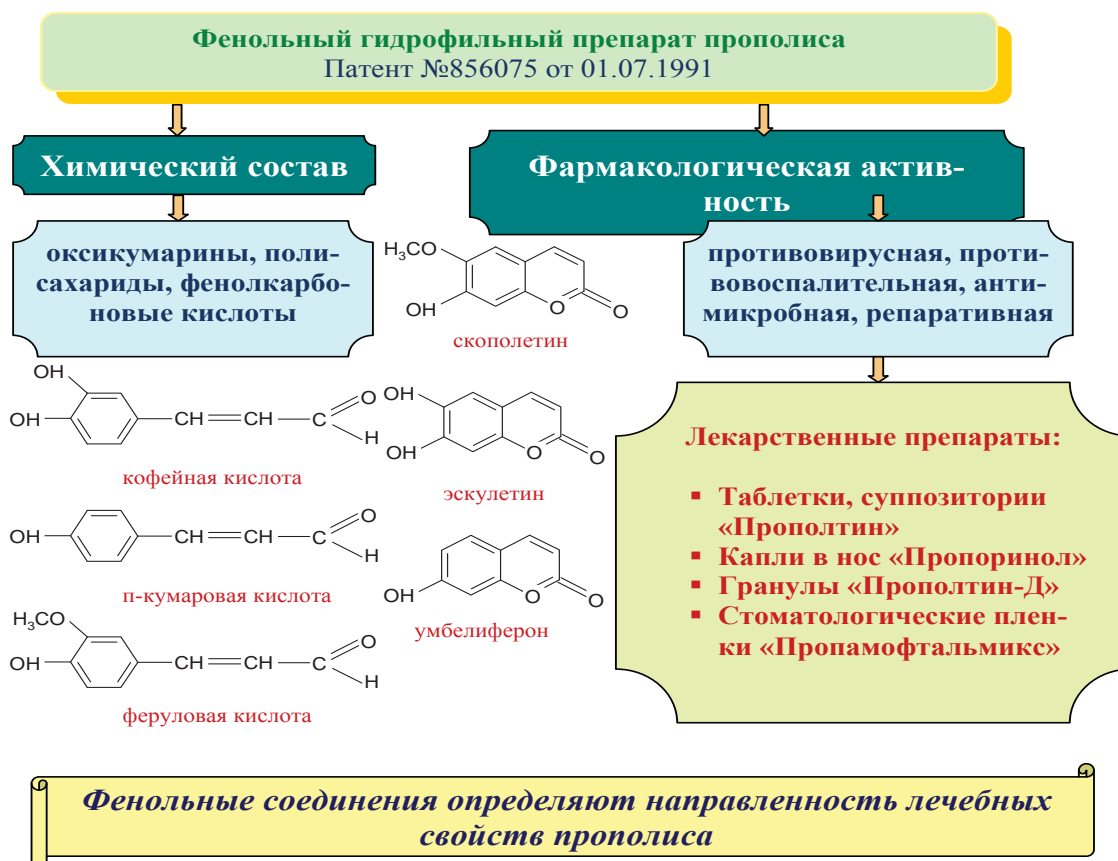 Фенольный гидрофильный препарат прополиса
Патент №856075 от 01.07.1991
Химический состав
оксикумарины, поли-
сахариды, фенолкарбо-
новые кислоты
Фармакологическая актив-
ность
противовирусная, проти-
вовоспалительная, анти-
микробная, репаративная
H3CO
OH
O
O
скополетин
OH
OH
CH
CH
C
O
H
кофейная кислота
OH
OH
O
O
эскулетин
OH
CH
CH
C
O
H
п-кумаровая кислота
OH
O
O
умбелиферон
H3CO
OH
CH
CH
C
O
H
феруловая кислота
Лекарственные препараты:
▪ Таблетки, суппозитории
«Прополтин»
▪ Капли в нос «Пропоринол»
▪ Гранулы «Прополтин-Д»
▪ Стоматологические плен-
ки «Пропамофтальмикс»
Фенольные соединения определяют направленность лечебных
свойств прополиса